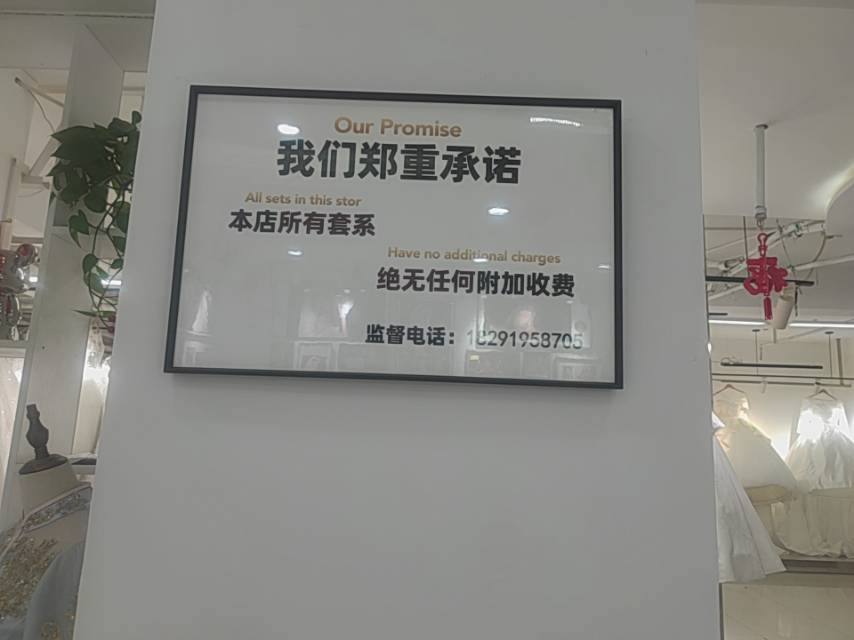 Our Promise
我们郑重承诺
All sets in this stor
本店所有套系
Have no additional charges
绝无任何附加收费
监督电话：18291958705
福